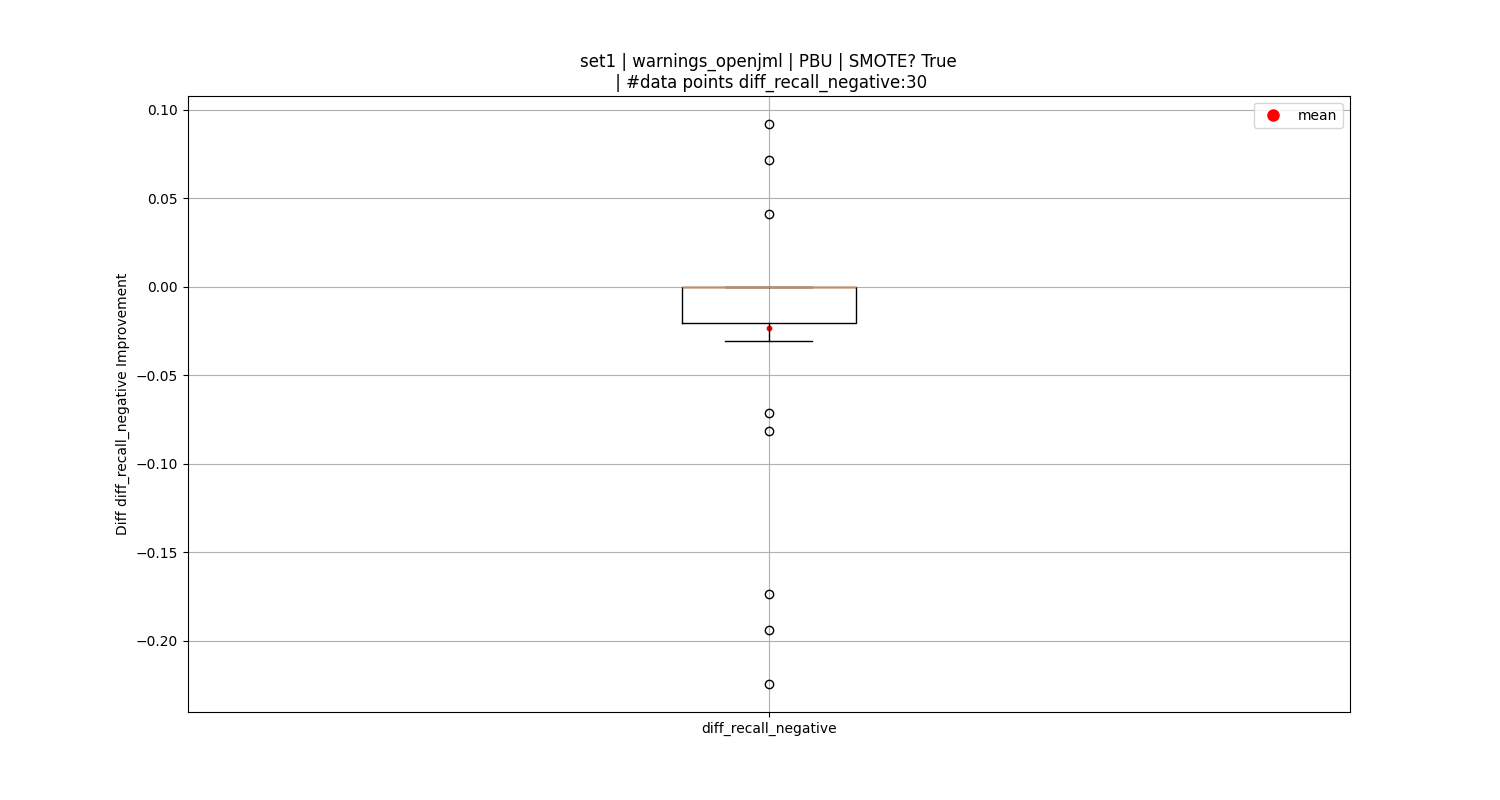 set1 | warnings_openjml | PBU | SMOTE? True
| #data points diff_recall_negative:30
mean
0.10
0.05
0.00
−0.05
−0.10
−0.15
−0.20
Diff diff_recall_negative Improvement
diff_recall_negative